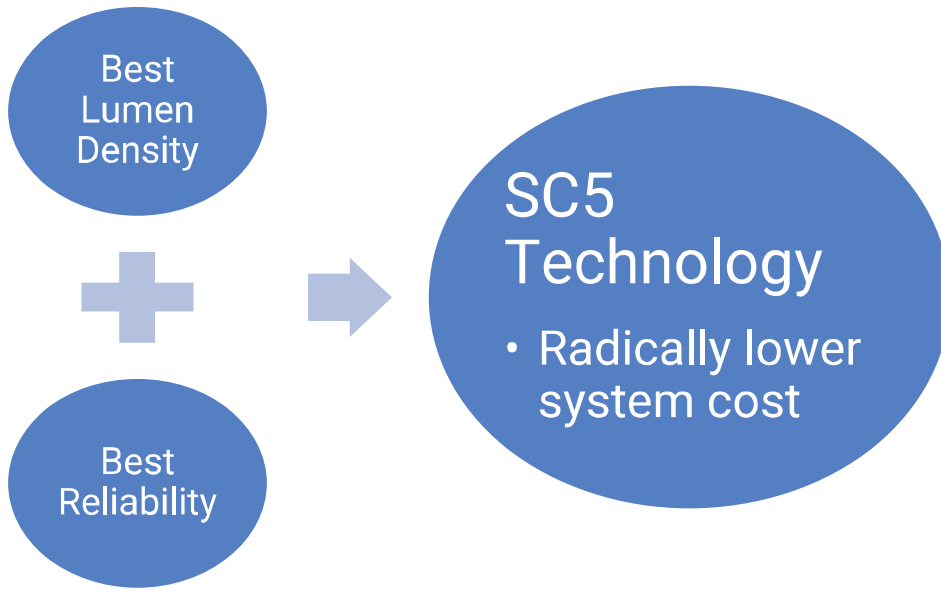 Best
Lumen
Density
Best
Reliability
SC5
Technology
• Radically lower
system cost